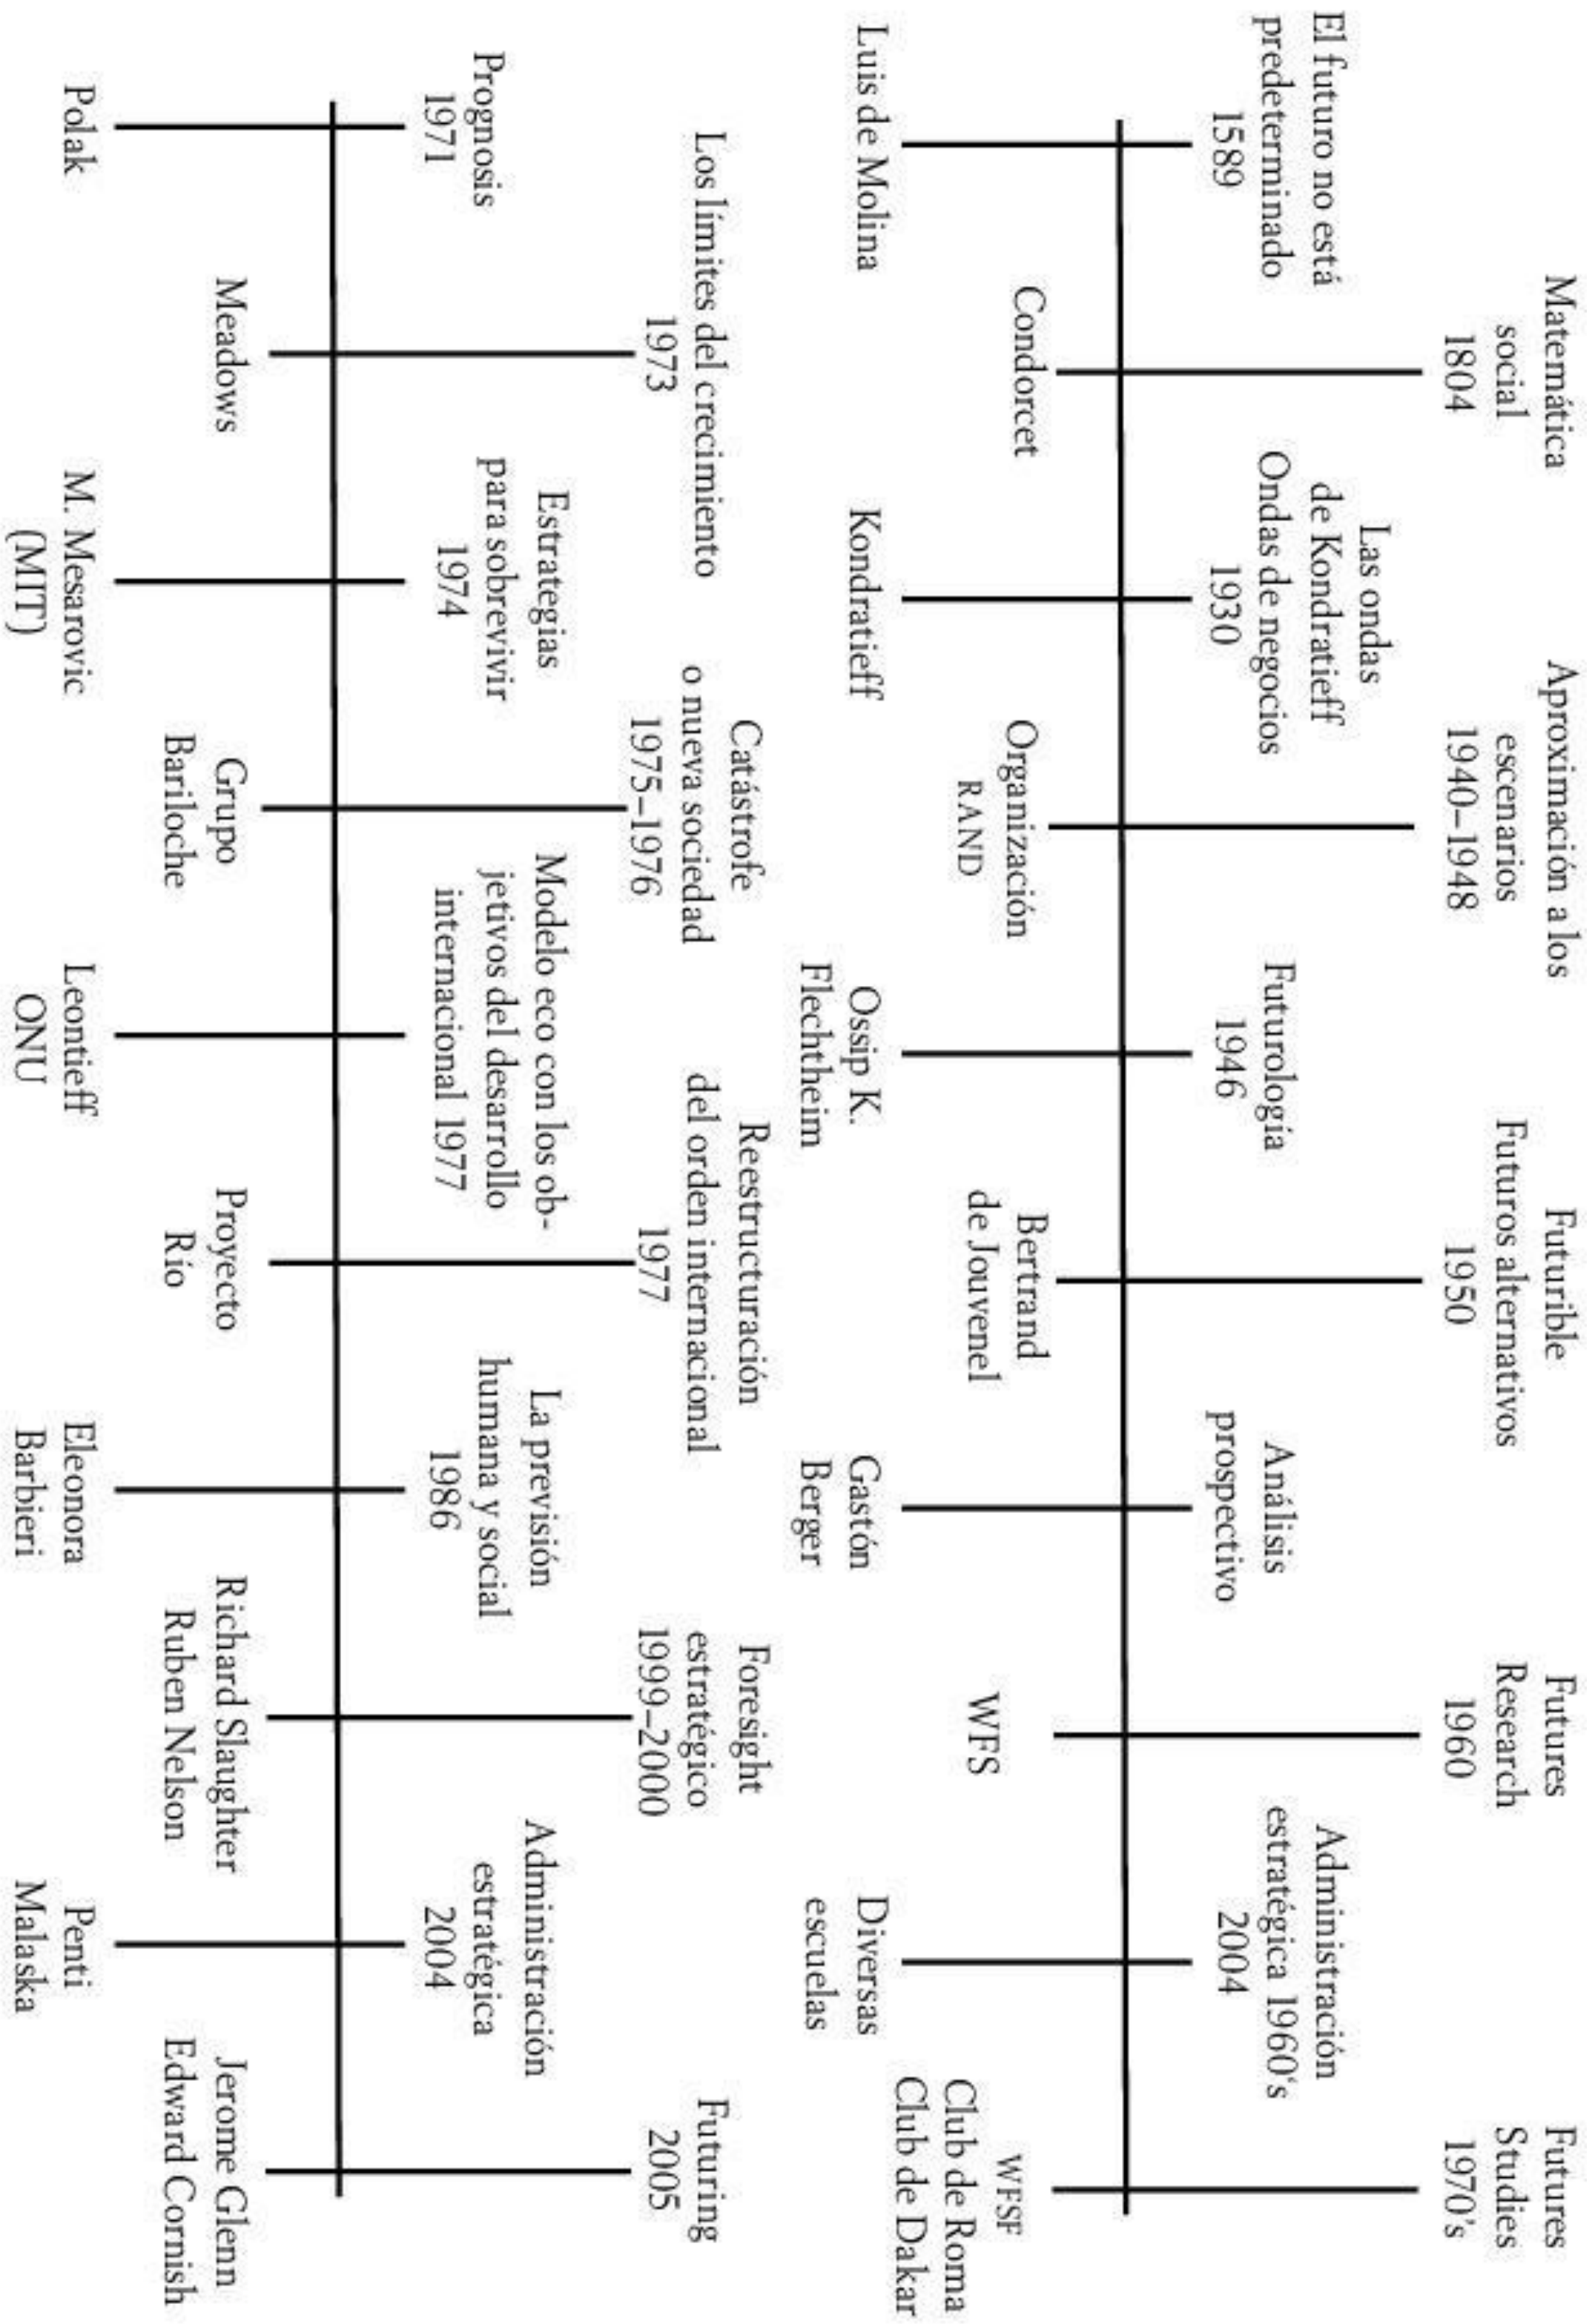 El futuro no está
predeterminado
1589
Luis de Molina
Matemática
social
1804
Condorcet
Las ondas
de Kondratieff
Ondas de negocios
1930
Kondratieff
Aproximación a los
escenarios
1940–1948
Organización
RAND
Futurología
1946
Ossip K.
Flechtheim
Futurible
Futuros alternativos
1950
Bertrand
de Jouvenel
Análisis
prospectivo
Gastón
Berger
Futures
Research
1960
WFS
Administración
estratégica 1960‘s
2004
Diversas
escuelas
Futures
Studies
1970’s
WFSF
Club de Roma
Club de Dakar
Prognosis
1971
Polak
Los límites del crecimiento
1973
Meadows
Estrategias
para sobrevivir
1974
M. Mesarovic
(MIT)
Catástrofe
o nueva sociedad
1975–1976
Grupo
Bariloche
Modelo eco con los ob-
jetivos del desarrollo
internacional 1977
Leontieff
ONU
Reestructuración
del orden internacional
1977
Proyecto
Río
La previsión
humana y social
1986
Eleonora
Barbieri
Foresight
estratégico
1999–2000
Richard Slaughter
Ruben Nelson
Administración
estratégica
2004
Penti
Malaska
Futuring
2005
Jerome Glenn
Edward Cornish